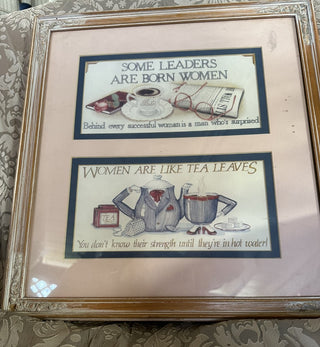 SOME LEADERS
ARE BORN WOMEN
Behind every successful woman is a man who's surprised
WOMEN ARE LIKE TEA LEAVES
TEA
You don't know their strength until they're in hot water!